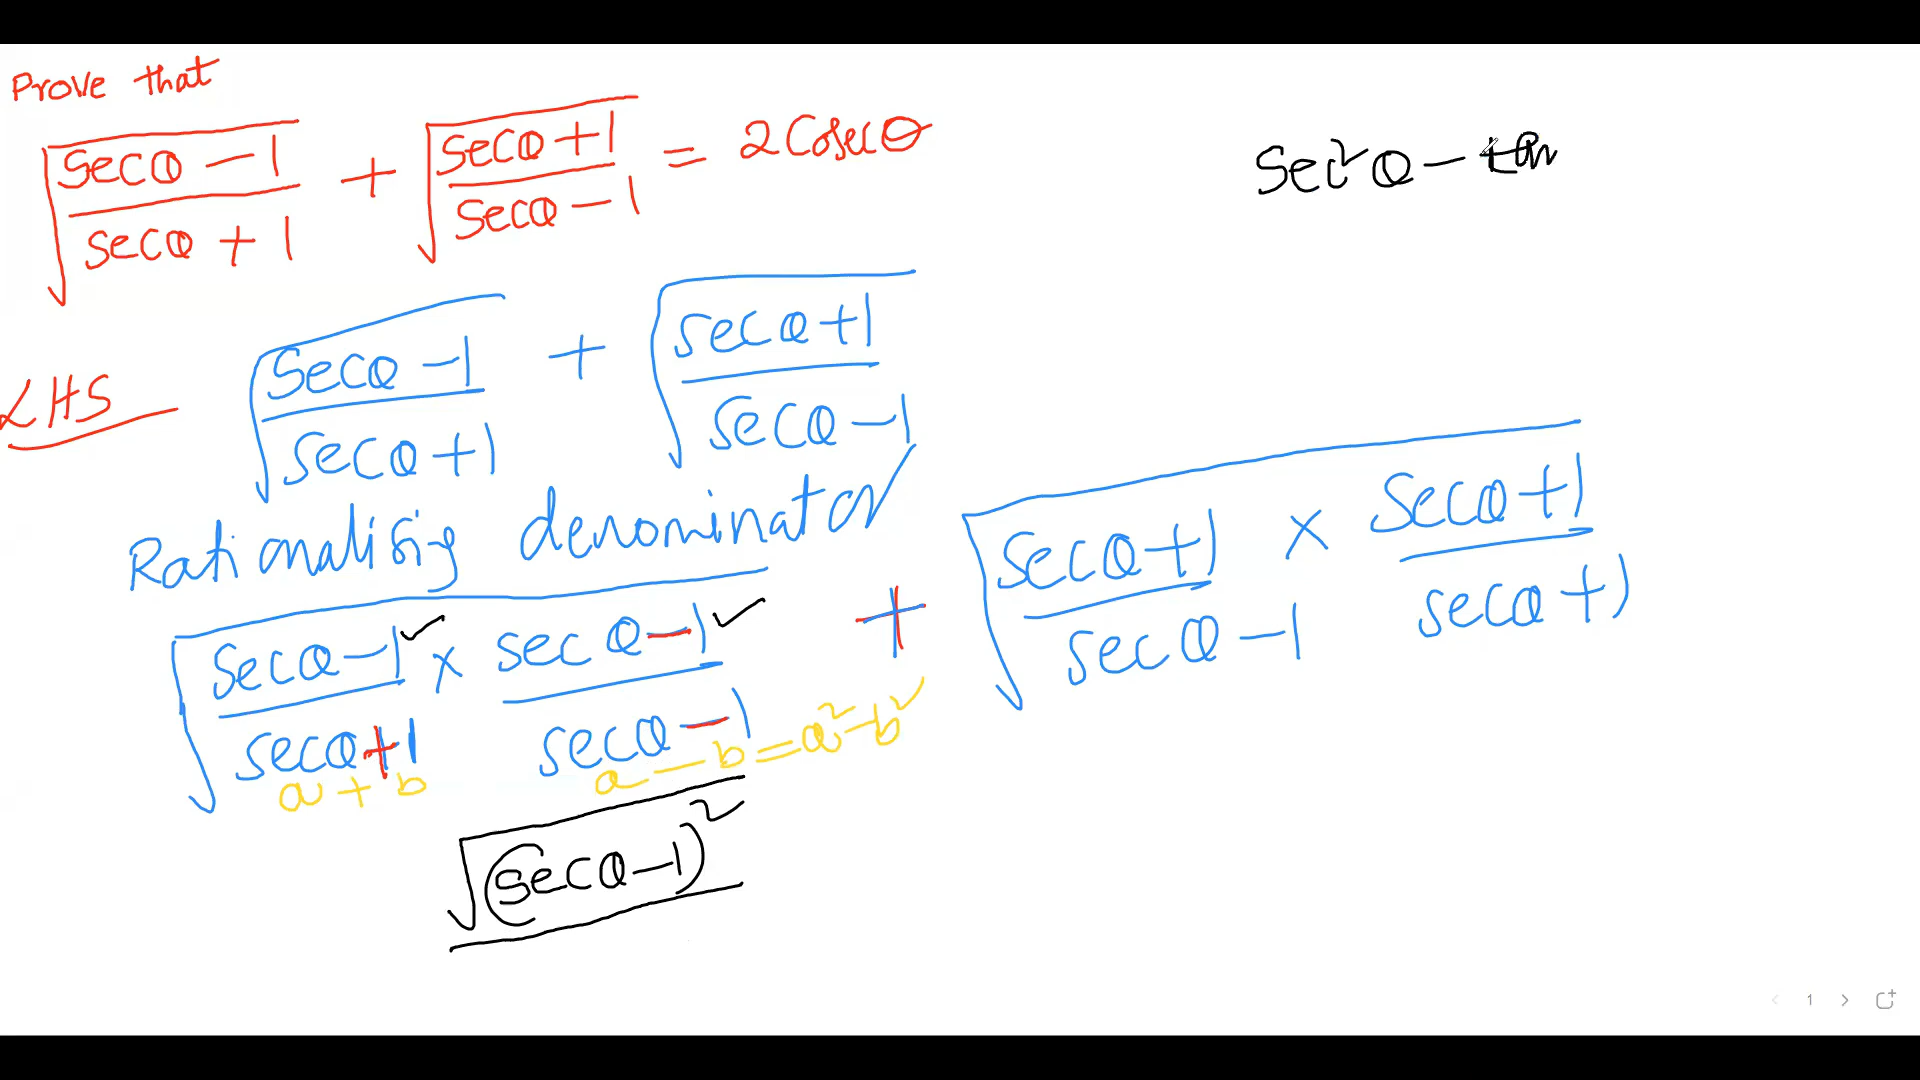 Prove that
√((secθ-1)/(secθ+1)) + √((secθ+1)/(secθ-1)) = 2Cosecθ
Sec²θ - tan
LHS √((Secθ-1)/(secθ+1)) + √((secθ+1)/(secθ-1))
Rationalising denominator
√((secθ-1)/(secθ+1) × (secθ-1)/(secθ-1)) + √((secθ+1)/(secθ-1) × (secθ+1)/(secθ+1))
a + b a - b = a² - b²
√(secθ-1)²
1